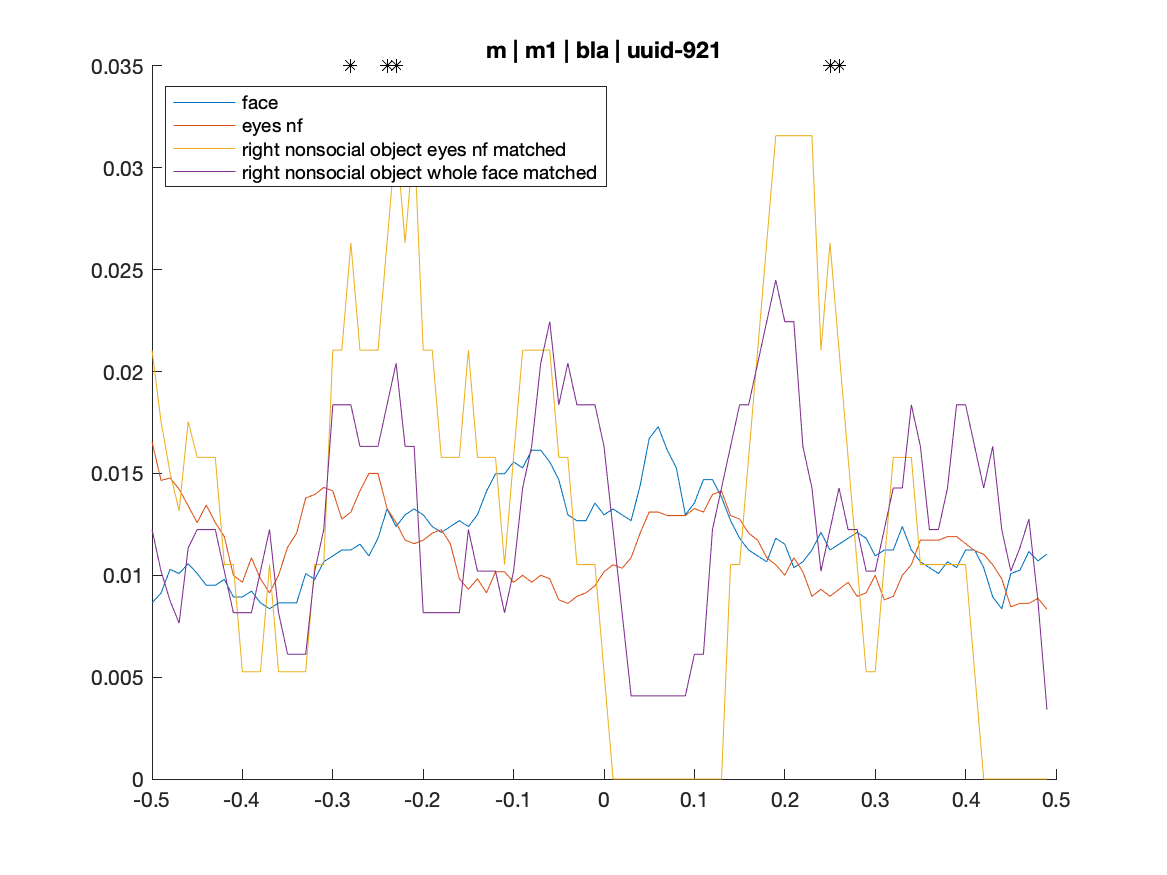 m | m1 | bla | uuid-921
0.035
face
eyes nf
right nonsocial object eyes nf matched
right nonsocial object whole face matched
0.03
0.025
0.02
0.015
0.01
0.005
0
-0.5 -0.4 -0.3 -0.2 -0.1 0 0.1 0.2 0.3 0.4 0.5